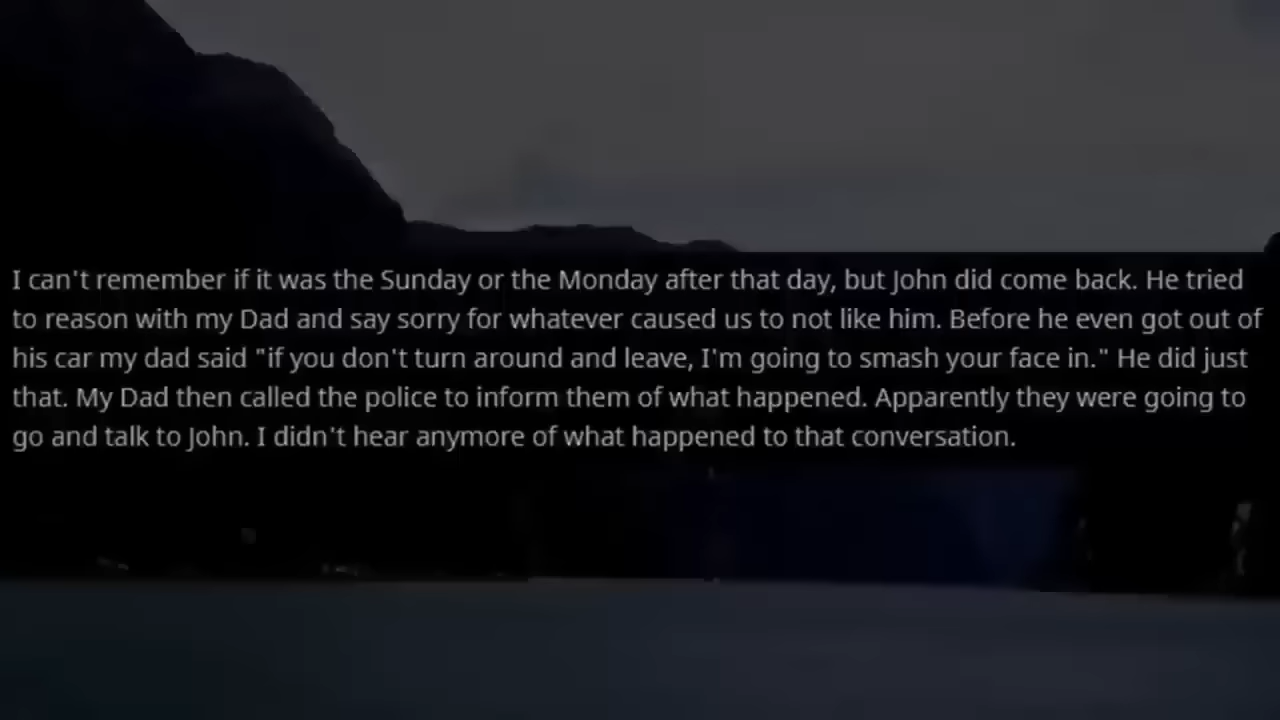 I can't remember if it was the Sunday or the Monday after that day, but John did come back. He tried
to reason with my Dad and say sorry for whatever caused us to not like him. Before he even got out of
his car my dad said "if you don't turn around and leave, I'm going to smash your face in." He did just
that. My Dad then called the police to inform them of what happened. Apparently they were going to
go and talk to John. I didn't hear anymore of what happened to that conversation.